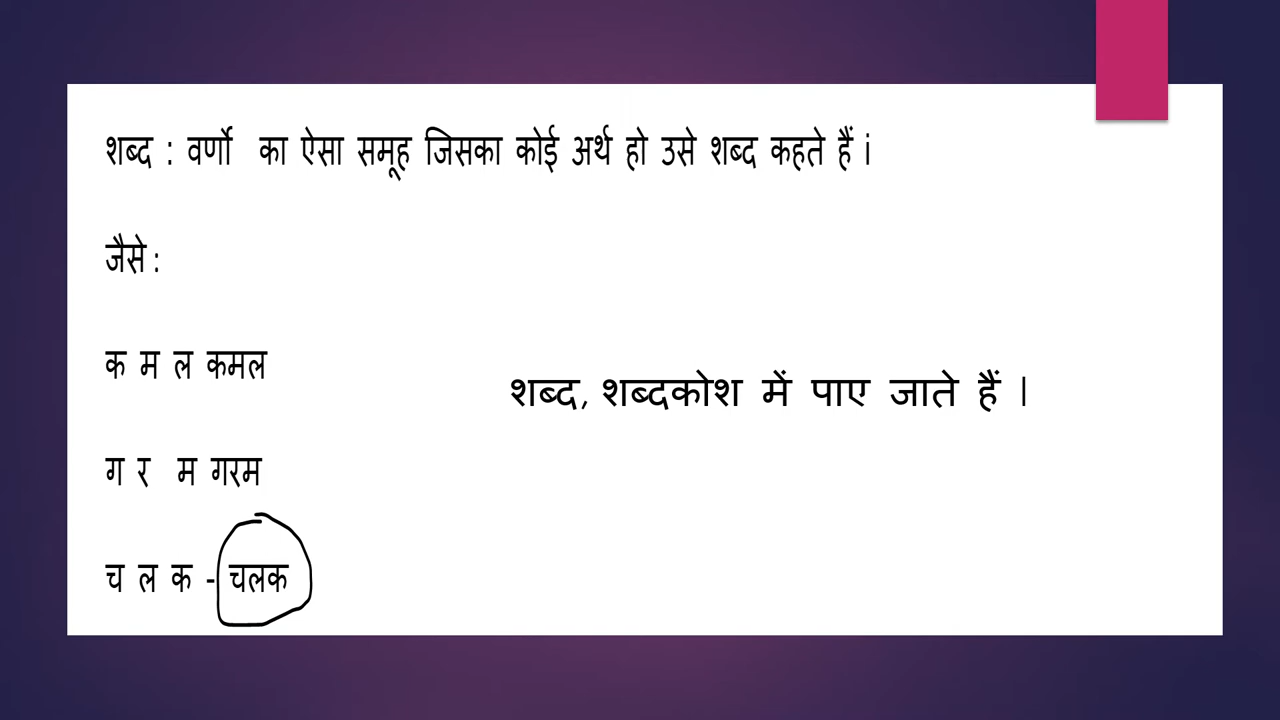 शब्द : वर्णो का ऐसा समूह जिसका कोई अर्थ हो उसे शब्द कहते हैं i
जैसे :
क म ल कमल
शब्द, शब्दकोश में पाए जाते हैं |
ग र म गरम
च ल क - चलक